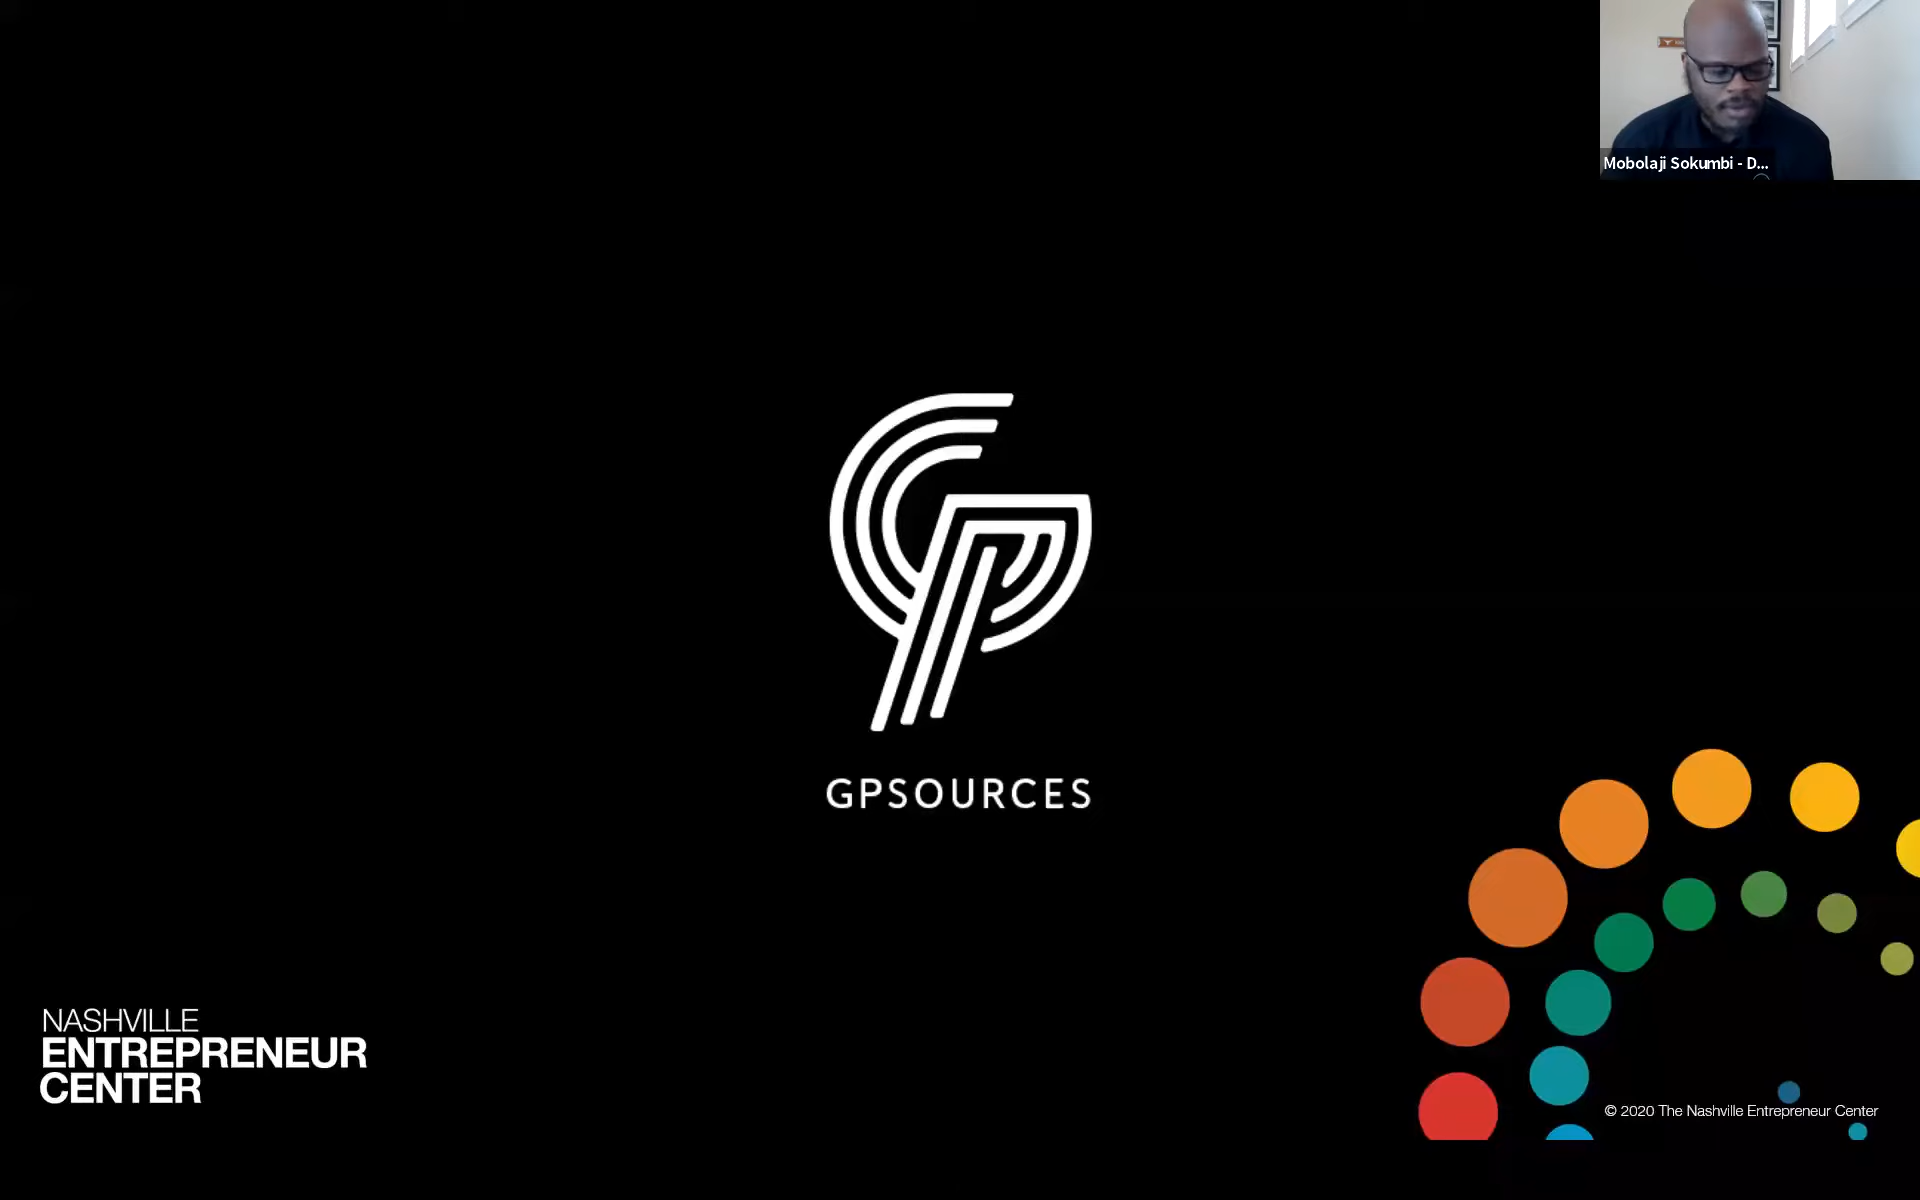 Mobolaji Sokumbi - D...
GPSOURCES
NASHVILLE
ENTREPRENEUR
CENTER
© 2020 The Nashville Entrepreneur Center